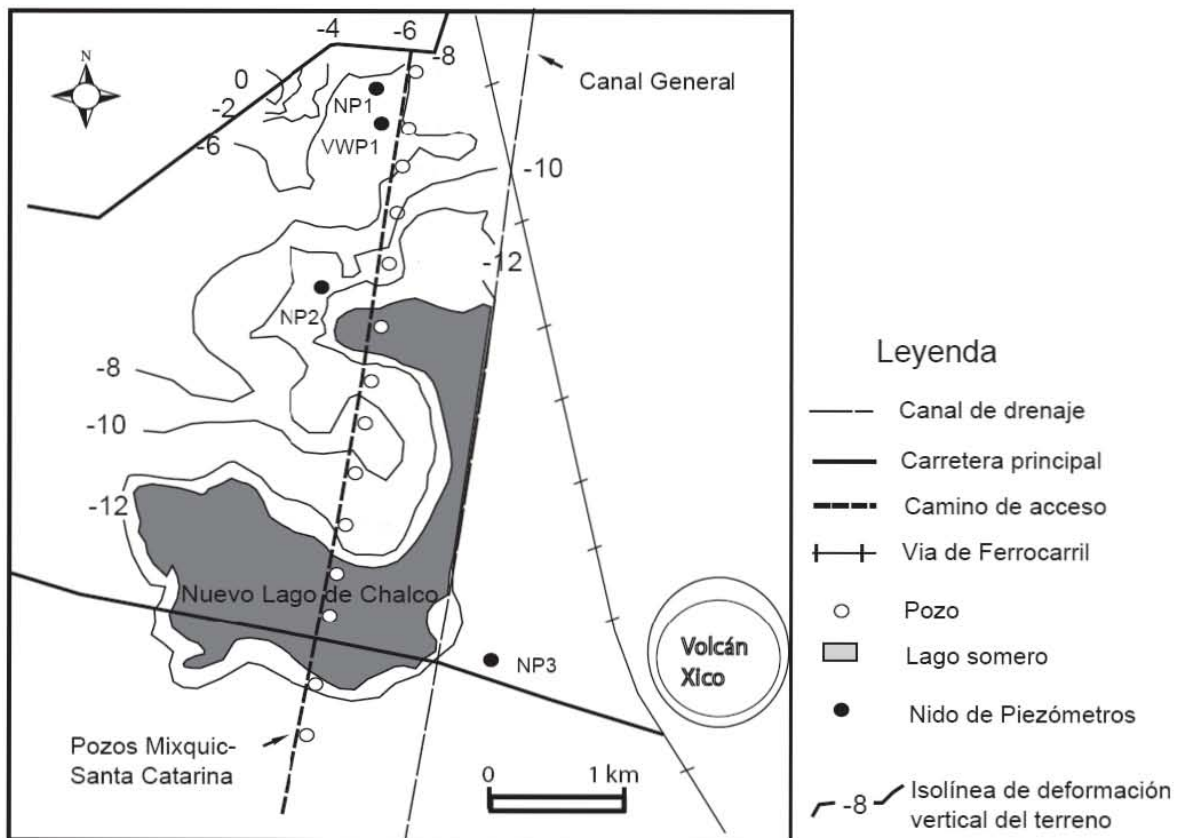 -4
-6
-8
N
0
-2
-6
NP1
VWP1
Canal General
-10
-12
NP2
-8
-10
-12
Nuevo Lago de Chalco
NP3
Volcán
Xico
Pozos Mixquic-
Santa Catarina
0
1 km
Leyenda
Canal de drenaje
Carretera principal
Camino de acceso
Via de Ferrocarril
Pozo
Lago somero
Nido de Piezómetros
-8
Isolínea de deformación
vertical del terreno